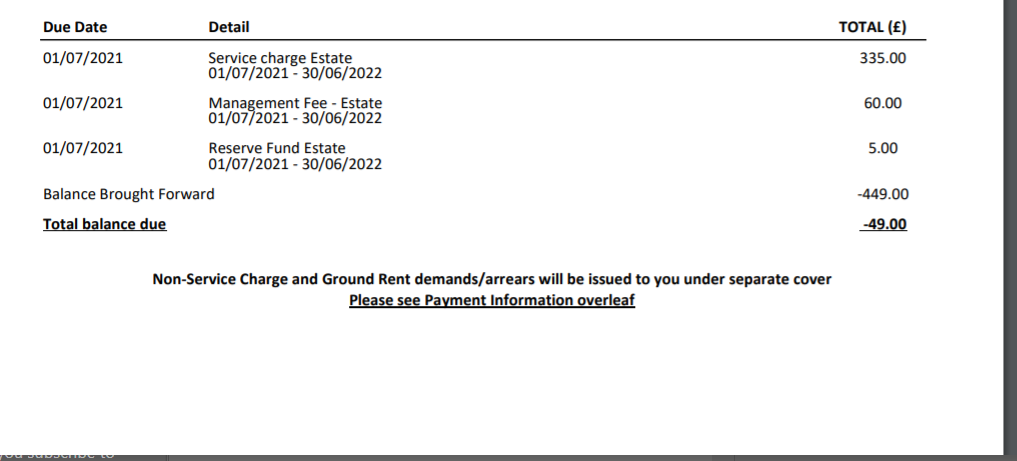 Due Date Detail TOTAL (£)
01/07/2021 Service charge Estate 335.00
01/07/2021 - 30/06/2022
01/07/2021 Management Fee - Estate 60.00
01/07/2021 - 30/06/2022
01/07/2021 Reserve Fund Estate 5.00
01/07/2021 - 30/06/2022
Balance Brought Forward -449.00
Total balance due -49.00
Non-Service Charge and Ground Rent demands/arrears will be issued to you under separate cover
Please see Payment Information overleaf
you subscribe to